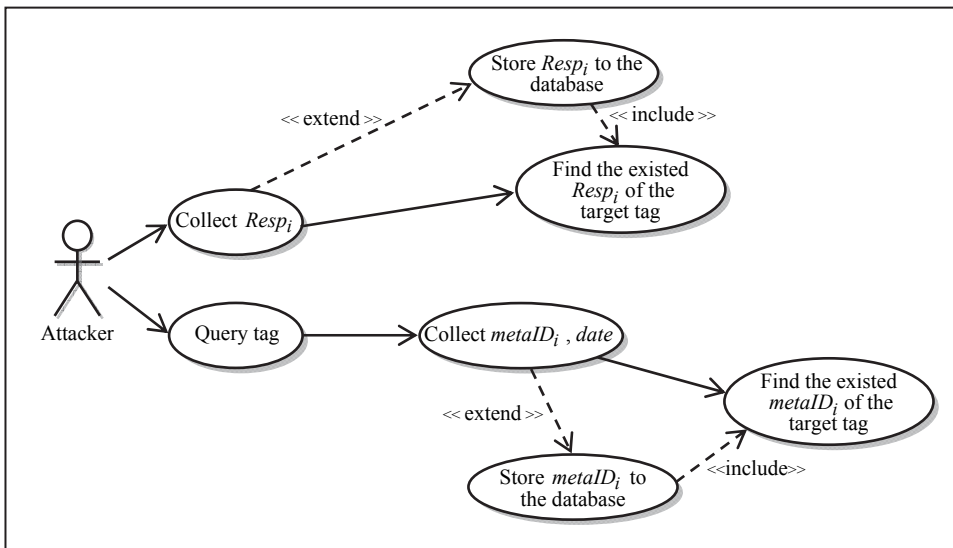 Store Resp_i to the
database
<< extend >>
<< include >>
Find the existed
Resp_i of the
target tag
Collect Resp_i
Attacker
Query tag
Collect metaID_i , date
Find the existed
metaID_i of the
target tag
<< extend >>
<<include>>
Store metaID_i to
the database